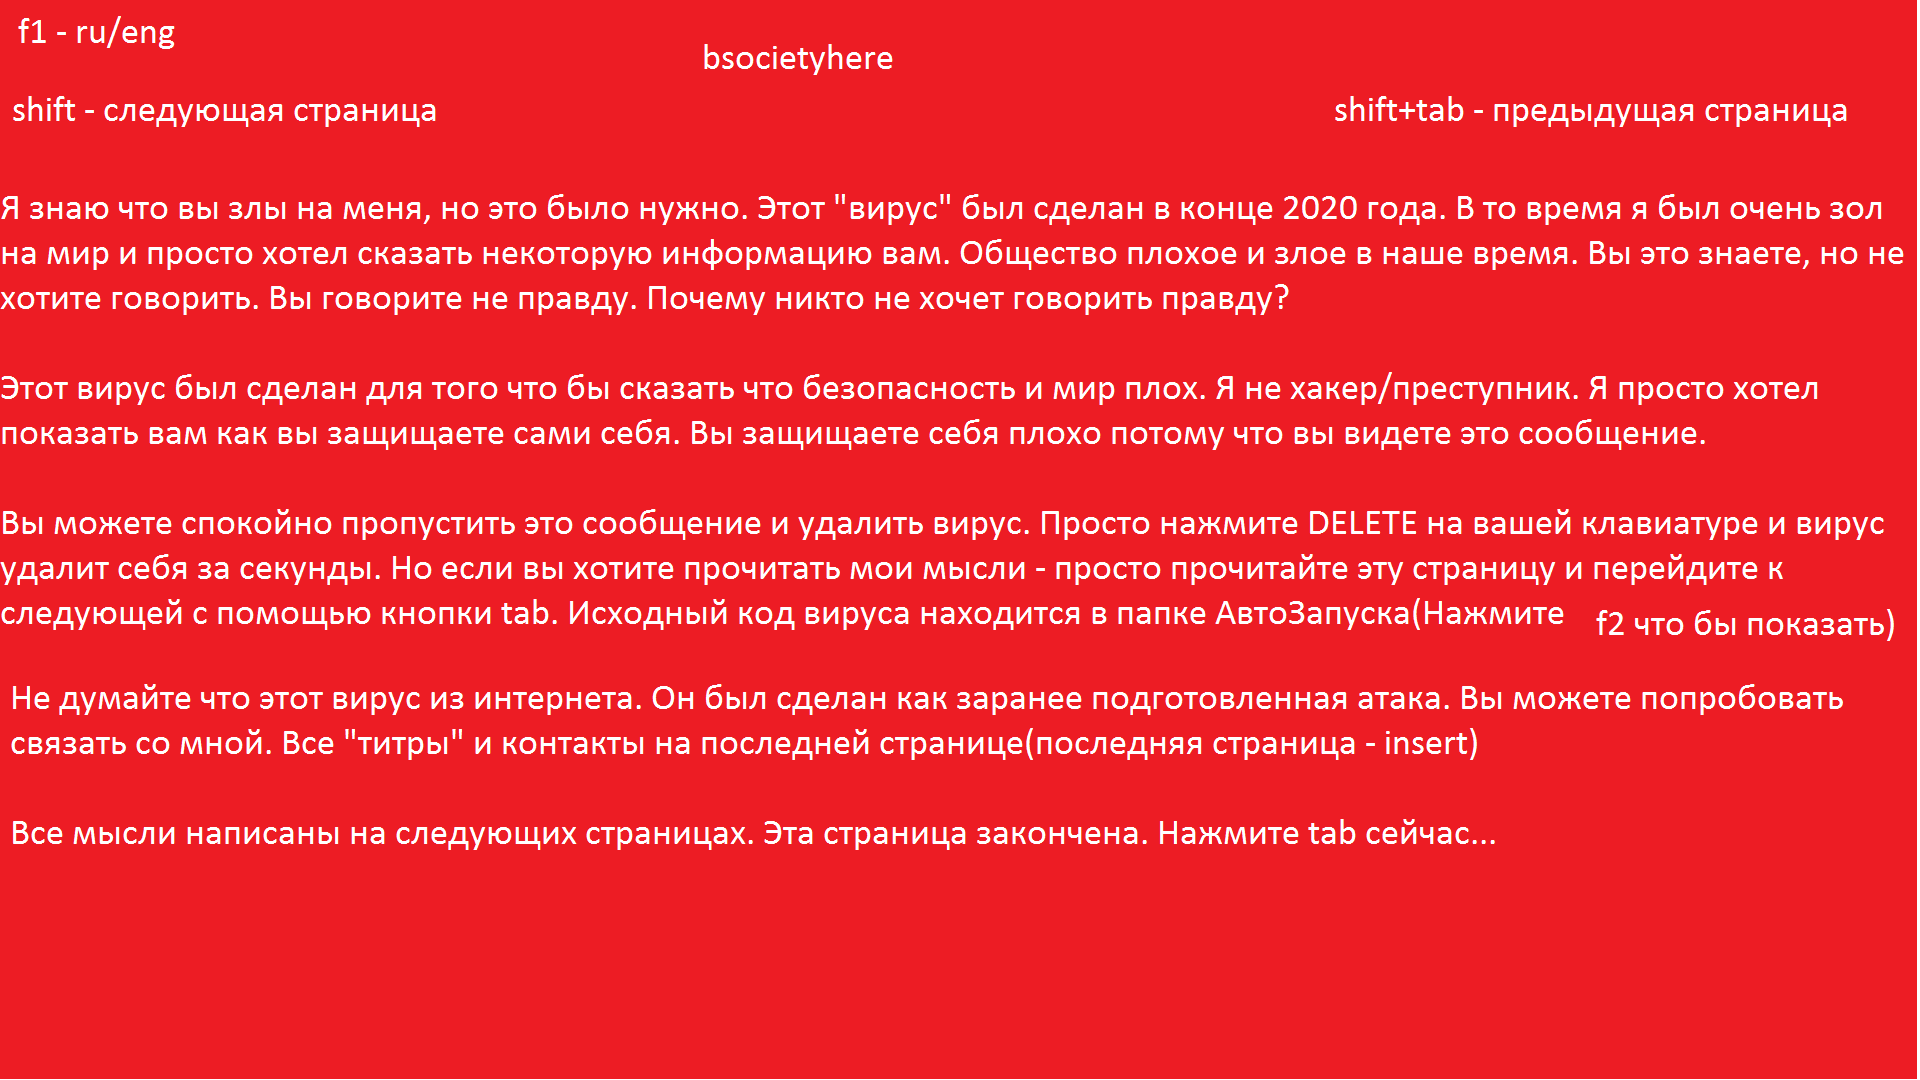 f1 - ru/eng
bsocietyhere
shift - следующая страница
shift+tab - предыдущая страница
Я знаю что вы злы на меня, но это было нужно. Этот "вирус" был сделан в конце 2020 года. В то время я был очень зол
на мир и просто хотел сказать некоторую информацию вам. Общество плохое и злое в наше время. Вы это знаете, но не
хотите говорить. Вы говорите не правду. Почему никто не хочет говорить правду?
Этот вирус был сделан для того что бы сказать что безопасность и мир плох. Я не хакер/преступник. Я просто хотел
показать вам как вы защищаете сами себя. Вы защищаете себя плохо потому что вы видете это сообщение.
Вы можете спокойно пропустить это сообщение и удалить вирус. Просто нажмите DELETE на вашей клавиатуре и вирус
удалит себя за секунды. Но если вы хотите прочитать мои мысли - просто прочитайте эту страницу и перейдите к
следующей с помощью кнопки tab. Исходный код вируса находится в папке АвтоЗапуска(Нажмите
f2 что бы показать)
Не думайте что этот вирус из интернета. Он был сделан как заранее подготовленная атака. Вы можете попробовать
связать со мной. Все "титры" и контакты на последней странице(последняя страница - insert)
Все мысли написаны на следующих страницах. Эта страница закончена. Нажмите tab сейчас...